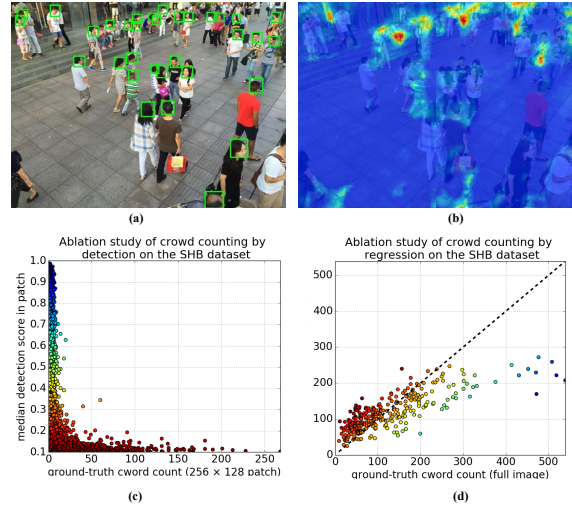 (a)
(b)
Ablation study of crowd counting by
detection on the SHB dataset
median detection score in patch
1.0
0.9
0.8
0.7
0.6
0.5
0.4
0.3
0.2
0.1
0
50
100
150
200
250
ground-truth cword count (256 × 128 patch)
(c)
Ablation study of crowd counting by
regression on the SHB dataset
500
400
300
200
100
0
0
100
200
300
400
500
ground-truth cword count (full image)
(d)